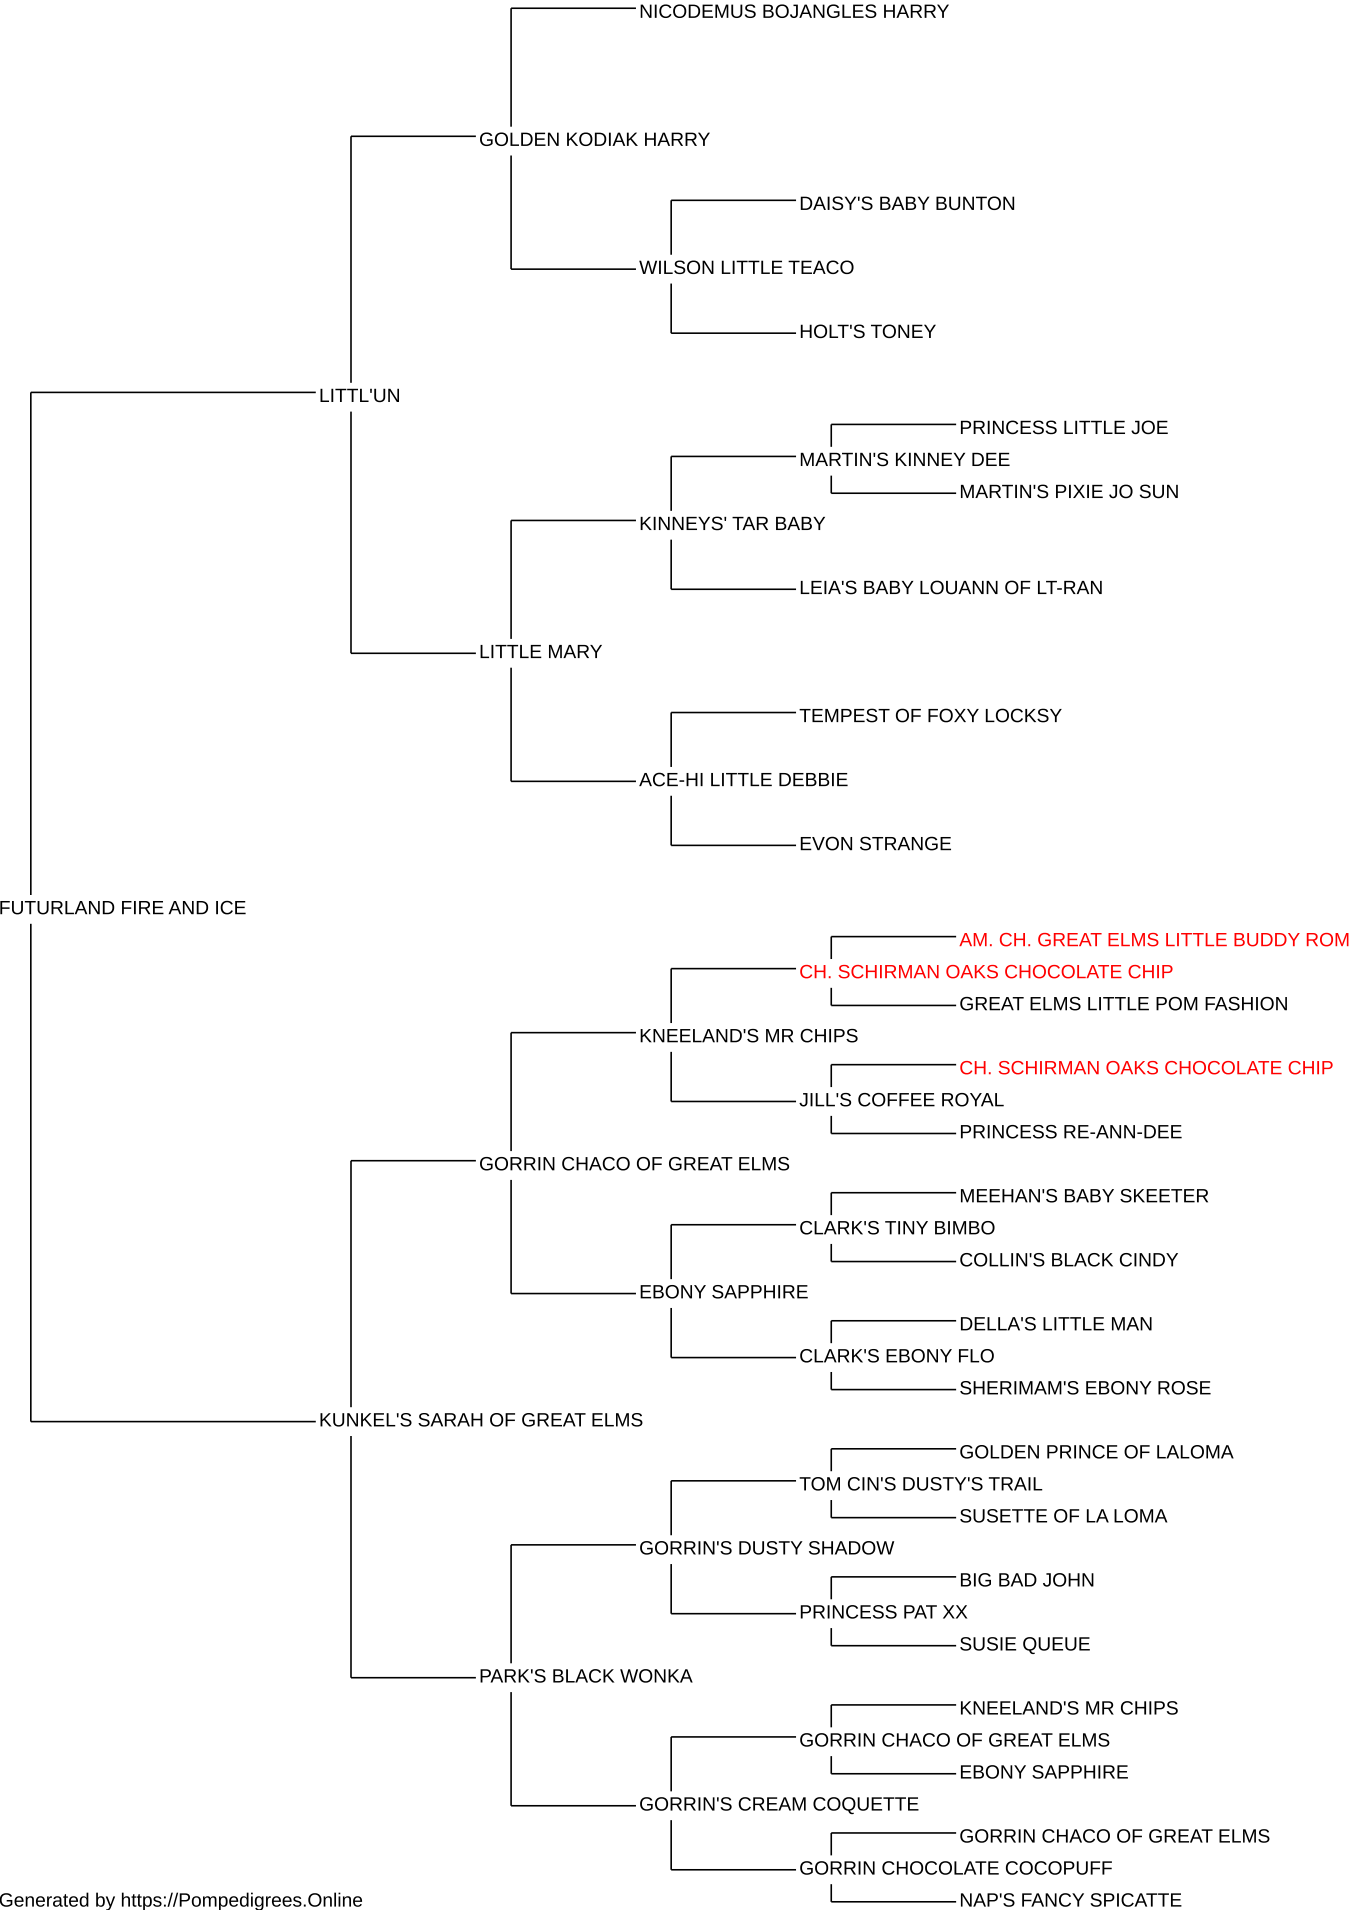 NICODEMUS BOJANGLES HARRY
GOLDEN KODIAK HARRY
DAISY'S BABY BUNTON
WILSON LITTLE TEACO
HOLT'S TONEY
LITTL'UN
PRINCESS LITTLE JOE
MARTIN'S KINNEY DEE
MARTIN'S PIXIE JO SUN
KINNEYS' TAR BABY
LEIA'S BABY LOUANN OF LT-RAN
LITTLE MARY
TEMPEST OF FOXY LOCKSY
ACE-HI LITTLE DEBBIE
EVON STRANGE
FUTURLAND FIRE AND ICE
AM. CH. GREAT ELMS LITTLE BUDDY ROM
CH. SCHIRMAN OAKS CHOCOLATE CHIP
GREAT ELMS LITTLE POM FASHION
KNEELAND'S MR CHIPS
CH. SCHIRMAN OAKS CHOCOLATE CHIP
JILL'S COFFEE ROYAL
PRINCESS RE-ANN-DEE
GORRIN CHACO OF GREAT ELMS
MEEHAN'S BABY SKEETER
CLARK'S TINY BIMBO
COLLIN'S BLACK CINDY
EBONY SAPPHIRE
DELLA'S LITTLE MAN
CLARK'S EBONY FLO
SHERIMAM'S EBONY ROSE
KUNKEL'S SARAH OF GREAT ELMS
GOLDEN PRINCE OF LALOMA
TOM CIN'S DUSTY'S TRAIL
SUSETTE OF LA LOMA
GORRIN'S DUSTY SHADOW
BIG BAD JOHN
PRINCESS PAT XX
SUSIE QUEUE
PARK'S BLACK WONKA
KNEELAND'S MR CHIPS
GORRIN CHACO OF GREAT ELMS
EBONY SAPPHIRE
GORRIN'S CREAM COQUETTE
GORRIN CHACO OF GREAT ELMS
GORRIN CHOCOLATE COCOPUFF
NAP'S FANCY SPICATTE
Generated by https://Pompedigrees.Online